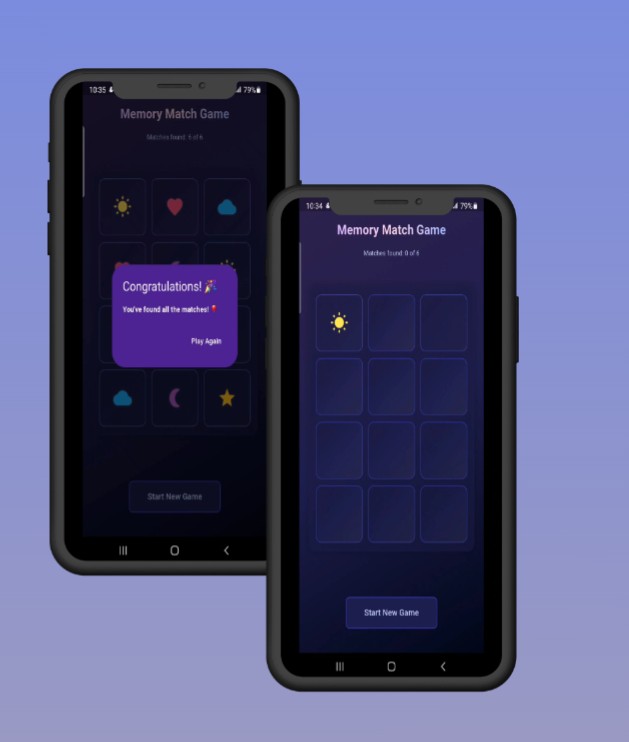 10:35
79%
Memory Match Game
Matches found: 6 of 6
Congratulations! 🎉
You've found all the matches!
Play Again
Start New Game
10:34
79%
Memory Match Game
Matches found: 0 of 6
Start New Game